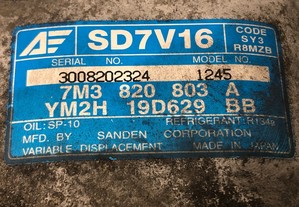 SD7V16
CODE
SY3
R8MZB
SERIAL NO. MODEL NO.
3008202324 1245
7M3 820 803 A
YM2H 19D629 BB
OIL: SP-10 REFRIGERANT: R134a
MFD. BY SANDEN CORPORATION
VARIABLE DISPLACEMENT MADE IN JAPAN